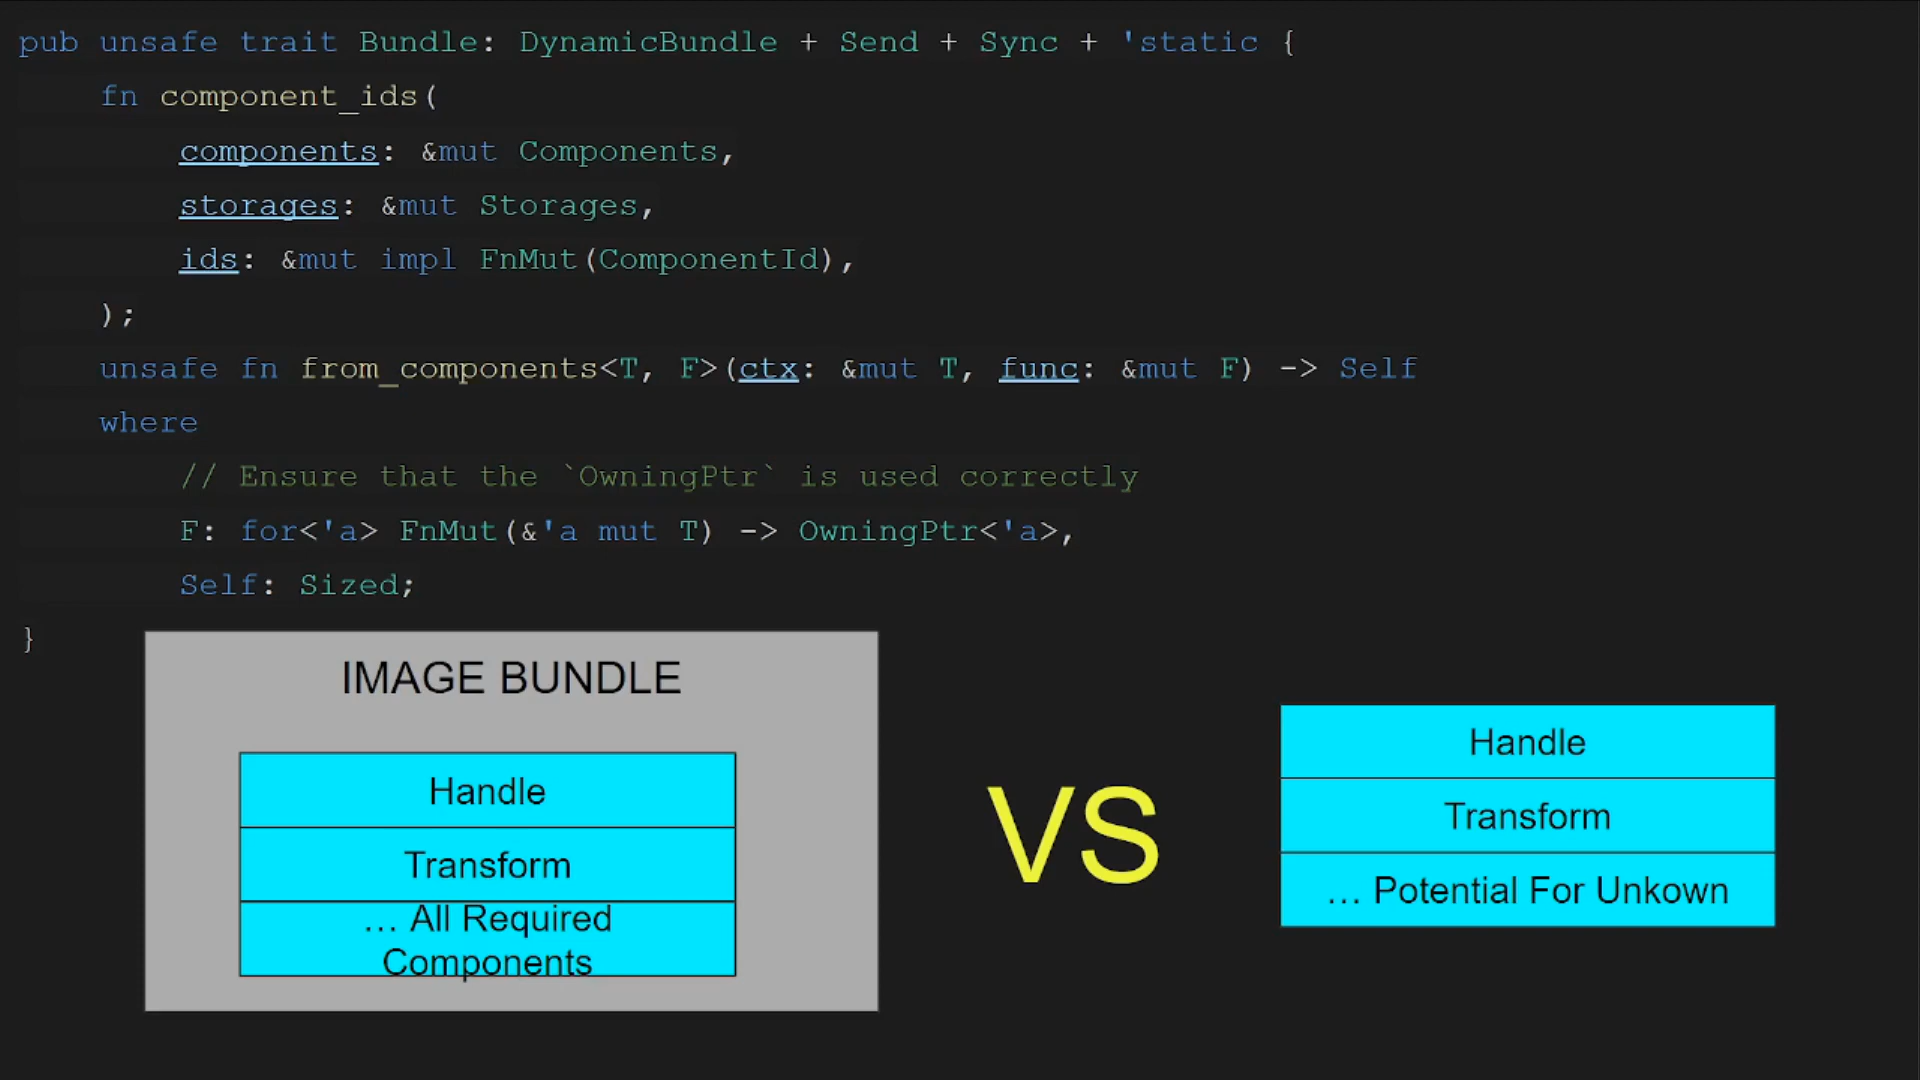 pub unsafe trait Bundle: DynamicBundle + Send + Sync + 'static {
    fn component_ids(
        components: &mut Components,
        storages: &mut Storages,
        ids: &mut impl FnMut(ComponentId),
    );
    unsafe fn from_components<T, F>(ctx: &mut T, func: &mut F) -> Self
    where
        // Ensure that the `OwningPtr` is used correctly
        F: for<'a> FnMut(&'a mut T) -> OwningPtr<'a>,
        Self: Sized;
}
IMAGE BUNDLE
Handle
Transform
... All Required
Components
VS
Handle
Transform
... Potential For Unkown